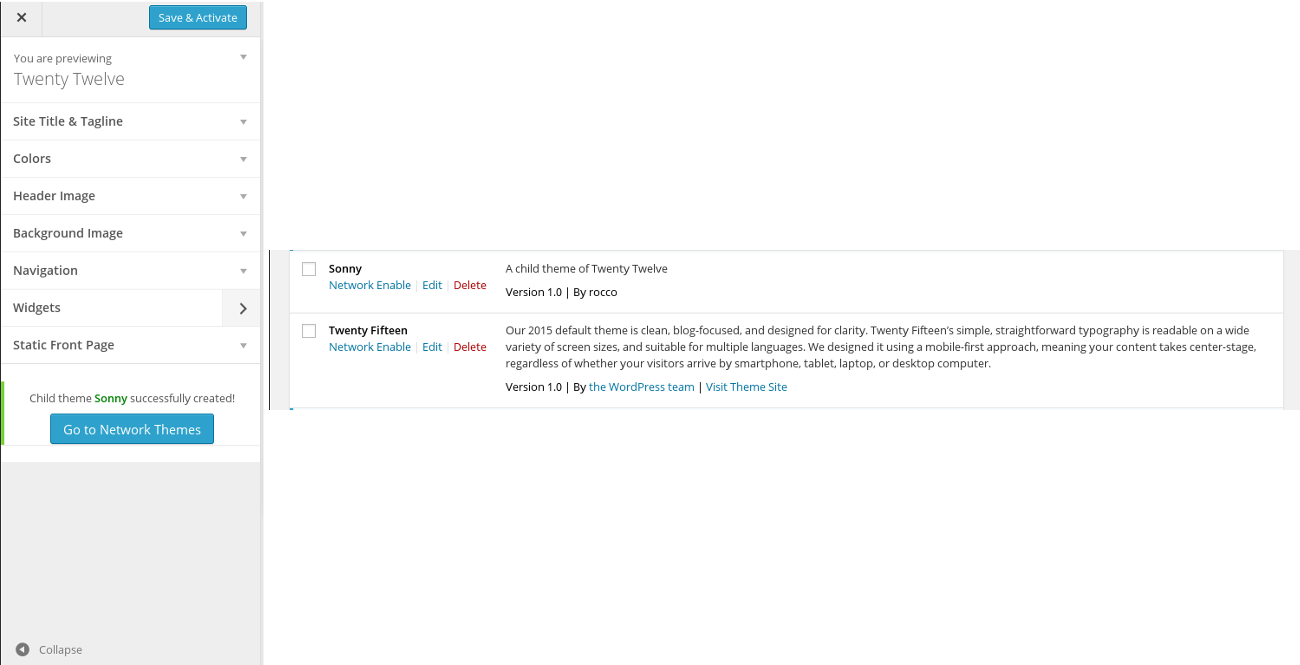 Save & Activate
You are previewing
Twenty Twelve
Site Title & Tagline
Colors
Header Image
Background Image
Navigation
Widgets
Static Front Page
Child theme Sonny successfully created!
Go to Network Themes
Collapse
Sonny
Network Enable | Edit | Delete
A child theme of Twenty Twelve
Version 1.0 | By rocco
Twenty Fifteen
Network Enable | Edit | Delete
Our 2015 default theme is clean, blog-focused, and designed for clarity. Twenty Fifteen's simple, straightforward typography is readable on a wide
variety of screen sizes, and suitable for multiple languages. We designed it using a mobile-first approach, meaning your content takes center-stage,
regardless of whether your visitors arrive by smartphone, tablet, laptop, or desktop computer.
Version 1.0 | By the WordPress team | Visit Theme Site